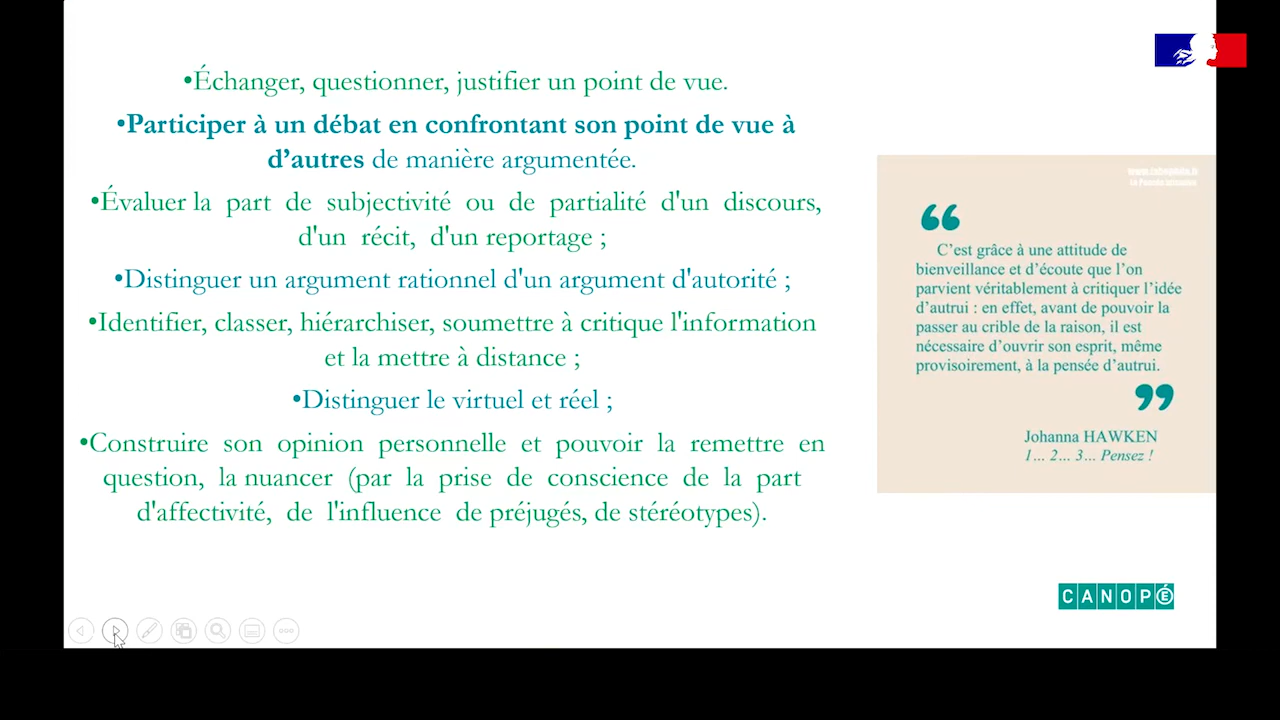 •Échanger, questionner, justifier un point de vue.
•Participer à un débat en confrontant son point de vue à
d’autres de manière argumentée.
•Évaluer la part de subjectivité ou de partialité d'un discours,
d'un récit, d'un reportage ;
•Distinguer un argument rationnel d'un argument d'autorité ;
•Identifier, classer, hiérarchiser, soumettre à critique l'information
et la mettre à distance ;
•Distinguer le virtuel et réel ;
•Construire son opinion personnelle et pouvoir la remettre en
question, la nuancer (par la prise de conscience de la part
d'affectivité, de l'influence de préjugés, de stéréotypes).
“
C’est grâce à une attitude de
bienveillance et d’écoute que l’on
parvient véritablement à critiquer l’idée
d’autrui : en effet, avant de pouvoir la
passer au crible de la raison, il est
nécessaire d’ouvrir son esprit, même
provisoirement, à la pensée d’autrui.
”
Johanna HAWKEN
1… 2… 3… Pensez !
CANOPÉ